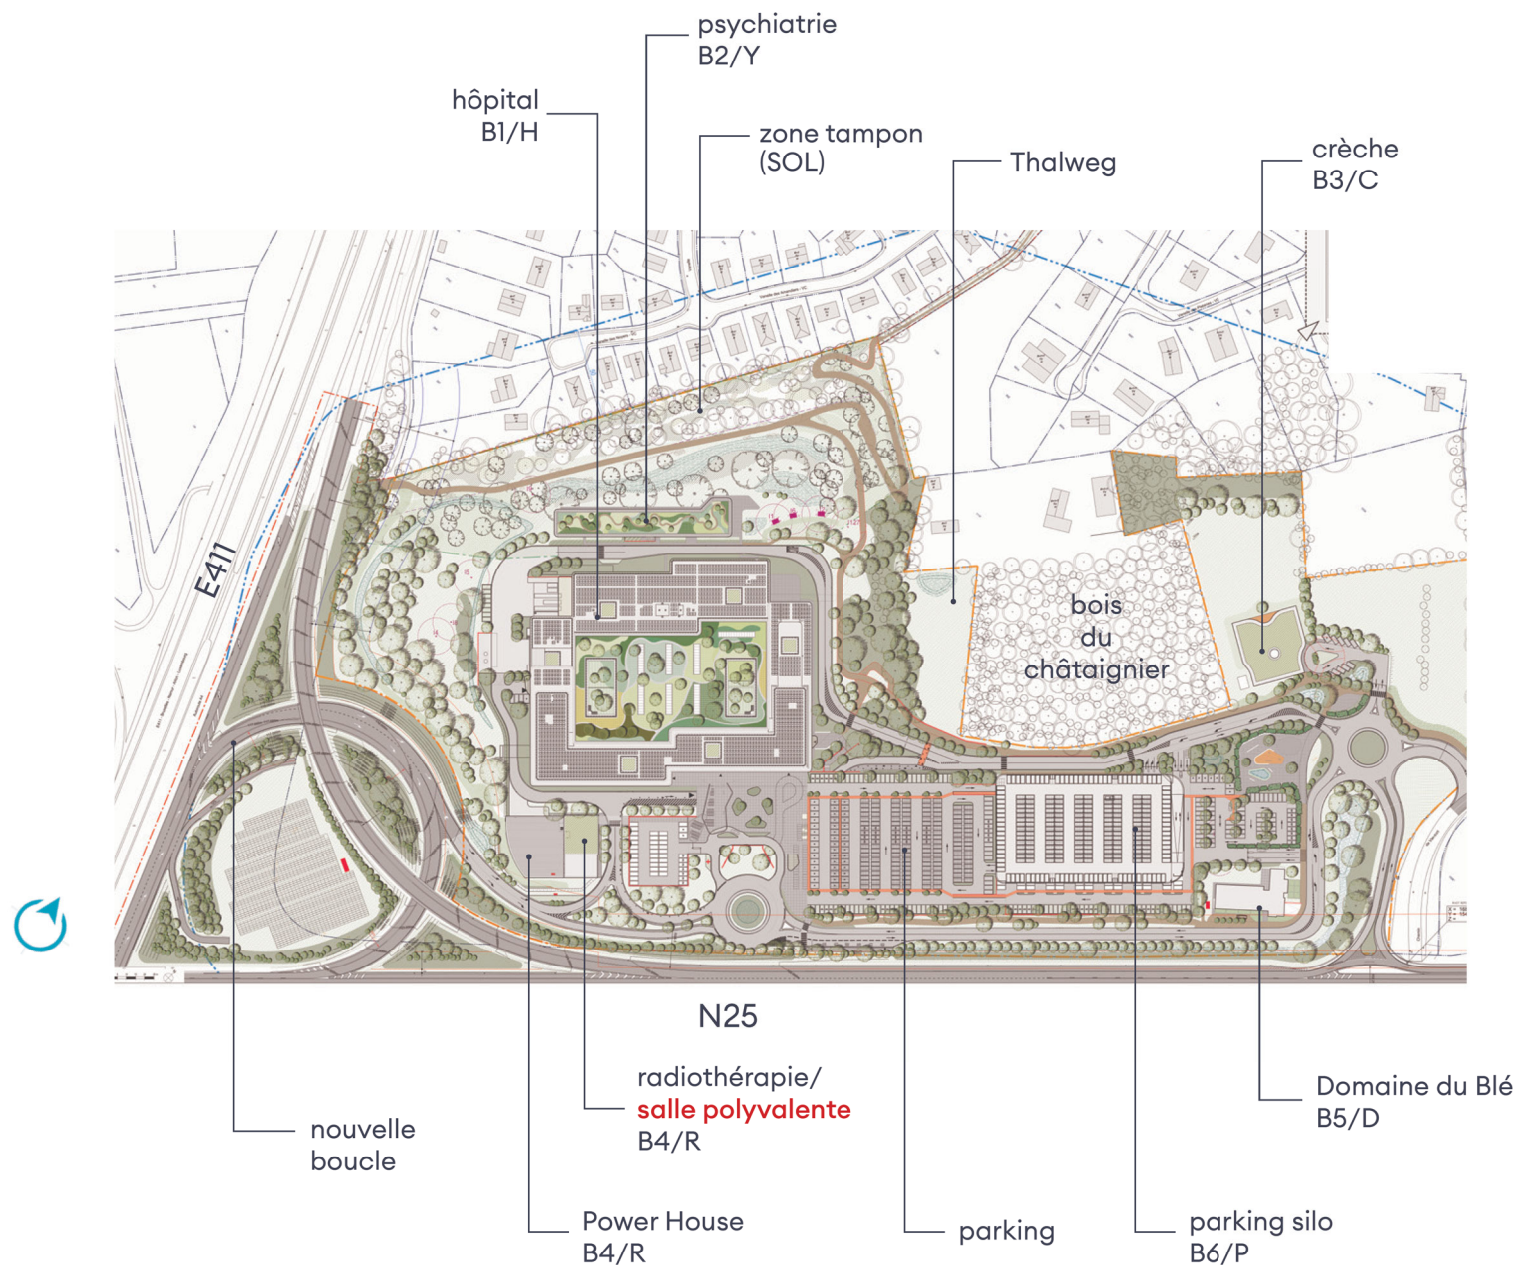 psychiatrie
B2/Y
hôpital
B1/H
zone tampon
(SOL)
Thalweg
crèche
B3/C
E411
bois
du
châtaignier
N25
radiothérapie/
salle polyvalente
B4/R
nouvelle
boucle
Domaine du Blé
B5/D
Power House
B4/R
parking
parking silo
B6/P